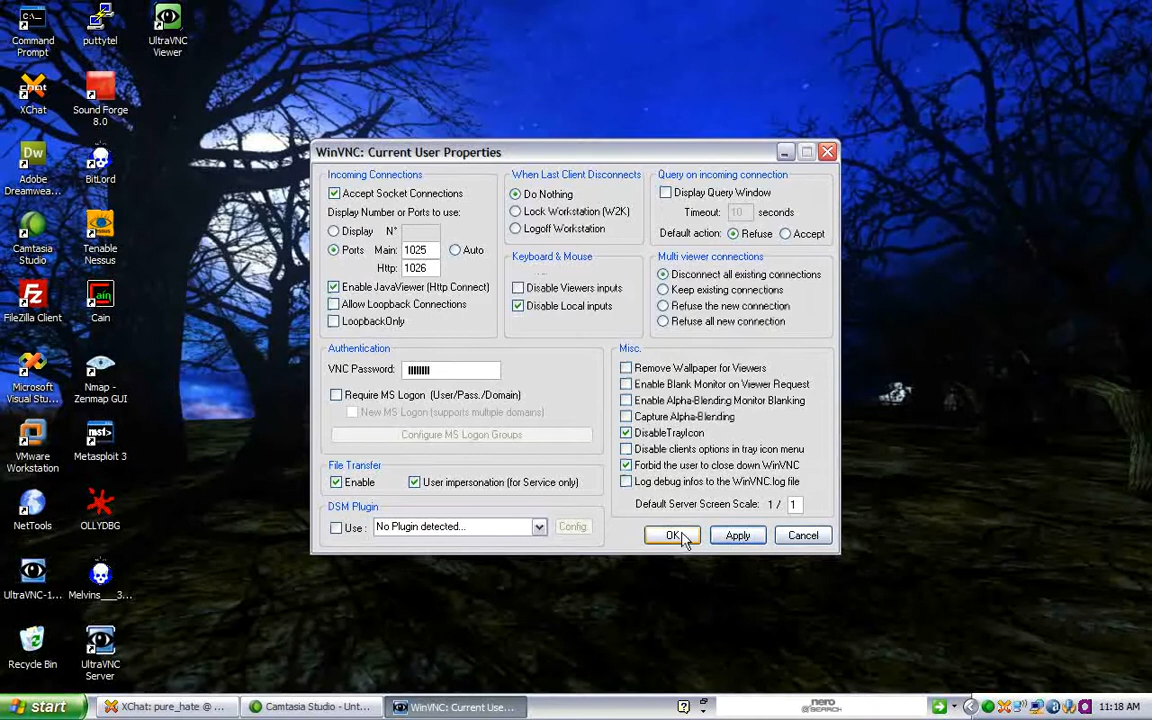 Command
Prompt
puttytel
UltraVNC
Viewer
XChat
Sound Forge
8.0
Adobe
Dreamwea...
BitLord
Camtasia
Studio
Tenable
Nessus
FileZilla Client
Cain
Microsoft
Visual Stu...
Nmap -
Zenmap GUI
VMware
Workstation
Metasploit 3
NetTools
OLLYDBG
UltraVNC-1...
Melvins___3...
Recycle Bin
UltraVNC
Server
WinVNC: Current User Properties
Incoming Connections
Accept Socket Connections
Display Number or Ports to use:
Display N°
Ports Main: 1025 Auto
Http: 1026
Enable JavaViewer (Http Connect)
Allow Loopback Connections
LoopbackOnly
When Last Client Disconnects
Do Nothing
Lock Workstation (W2K)
Logoff Workstation
Keyboard & Mouse
Disable Viewers inputs
Disable Local inputs
Query on incoming connection
Display Query Window
Timeout: 10 seconds
Default action: Refuse Accept
Multi viewer connections
Disconnect all existing connections
Keep existing connections
Refuse the new connection
Refuse all new connection
Authentication
VNC Password:
Require MS Logon (User/Pass./Domain)
New MS Logon (supports multiple domains)
Configure MS Logon Groups
File Transfer
Enable User impersonation (for Service only)
DSM Plugin
Use : No Plugin detected... Config.
Misc.
Remove Wallpaper for Viewers
Enable Blank Monitor on Viewer Request
Enable Alpha-Blending Monitor Blanking
Capture Alpha-Blending
DisableTrayIcon
Disable clients options in tray icon menu
Forbid the user to close down WinVNC
Log debug infos to the WinVNC.log file
Default Server Screen Scale: 1 / 1
OK Apply Cancel
start
XChat: pure_hate @ ...
Camtasia Studio - Unt...
WinVNC: Current Use...
nero
SEARCH
11:18 AM